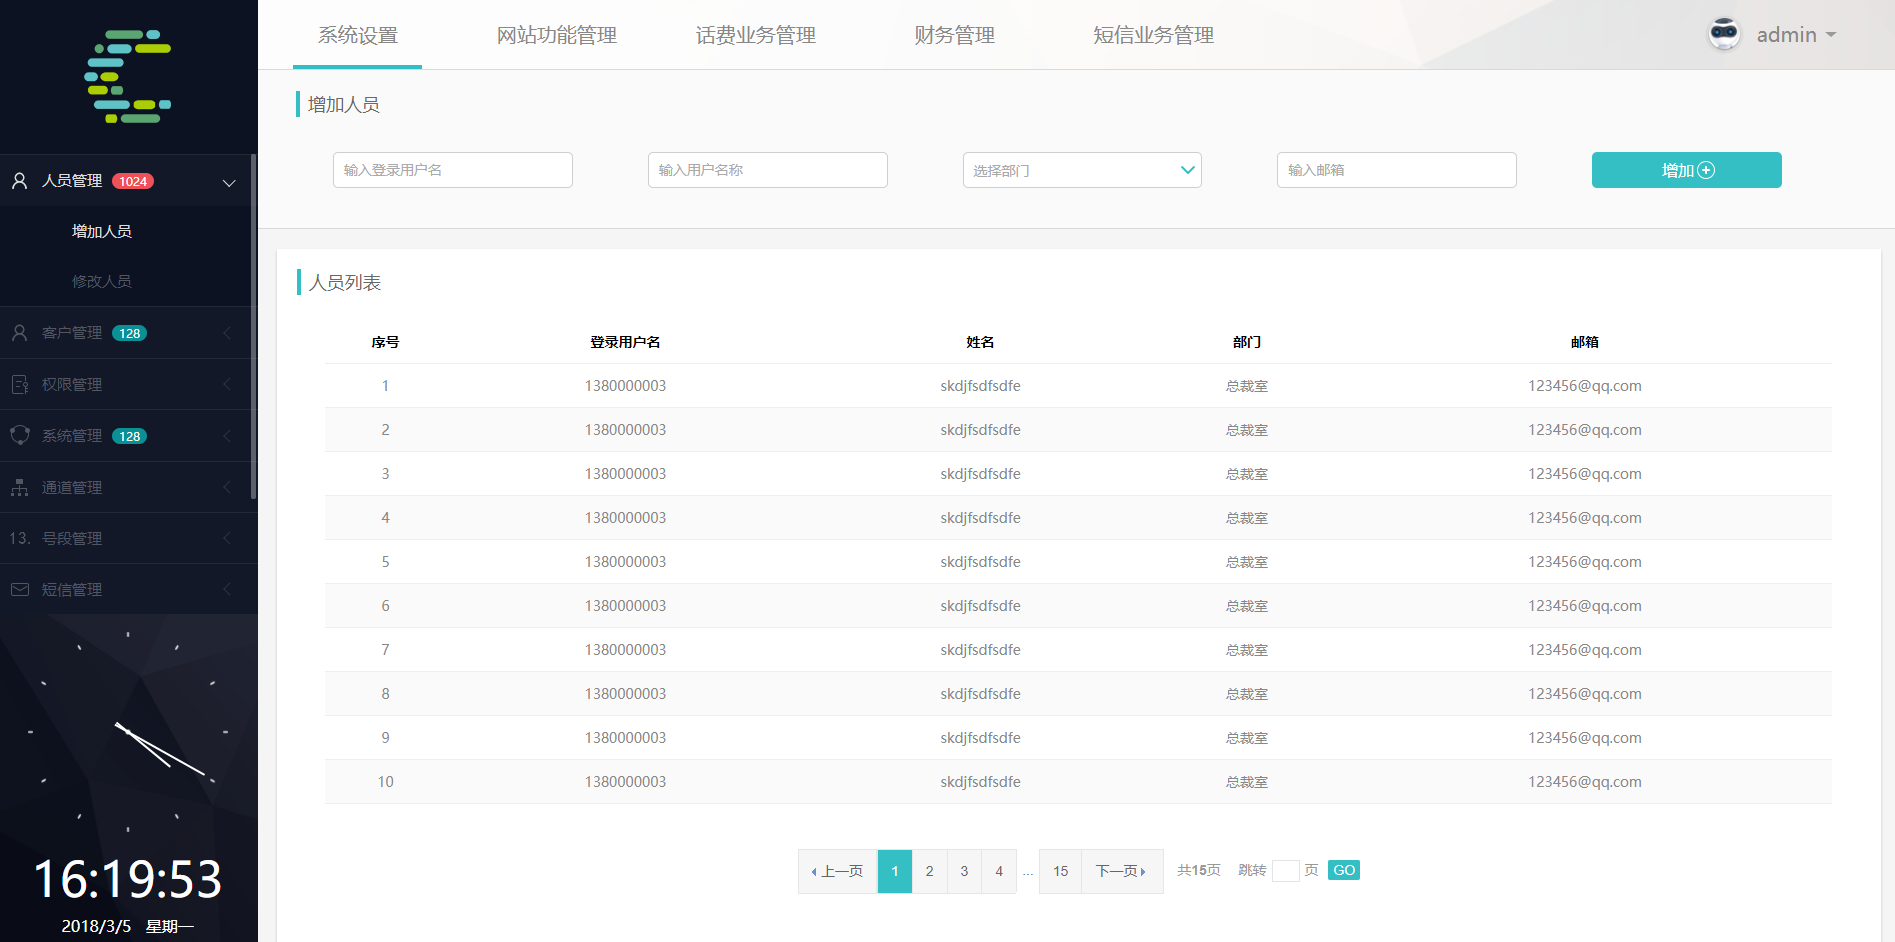 系统设置 网站功能管理 话费业务管理 财务管理 短信业务管理 admin
增加人员
输入登录用户名 输入用户名称 选择部门 输入邮箱 增加
人员管理 1024
增加人员
修改人员
客户管理 128
权限管理
系统管理 128
通道管理
13. 号段管理
短信管理
16:19:53
2018/3/5 星期一
人员列表
序号 登录用户名 姓名 部门 邮箱
1 1380000003 skdjfsdfsdfe 总裁室 123456@qq.com
2 1380000003 skdjfsdfsdfe 总裁室 123456@qq.com
3 1380000003 skdjfsdfsdfe 总裁室 123456@qq.com
4 1380000003 skdjfsdfsdfe 总裁室 123456@qq.com
5 1380000003 skdjfsdfsdfe 总裁室 123456@qq.com
6 1380000003 skdjfsdfsdfe 总裁室 123456@qq.com
7 1380000003 skdjfsdfsdfe 总裁室 123456@qq.com
8 1380000003 skdjfsdfsdfe 总裁室 123456@qq.com
9 1380000003 skdjfsdfsdfe 总裁室 123456@qq.com
10 1380000003 skdjfsdfsdfe 总裁室 123456@qq.com
上一页 1 2 3 4 ... 15 下一页 共15页 跳转 页 GO